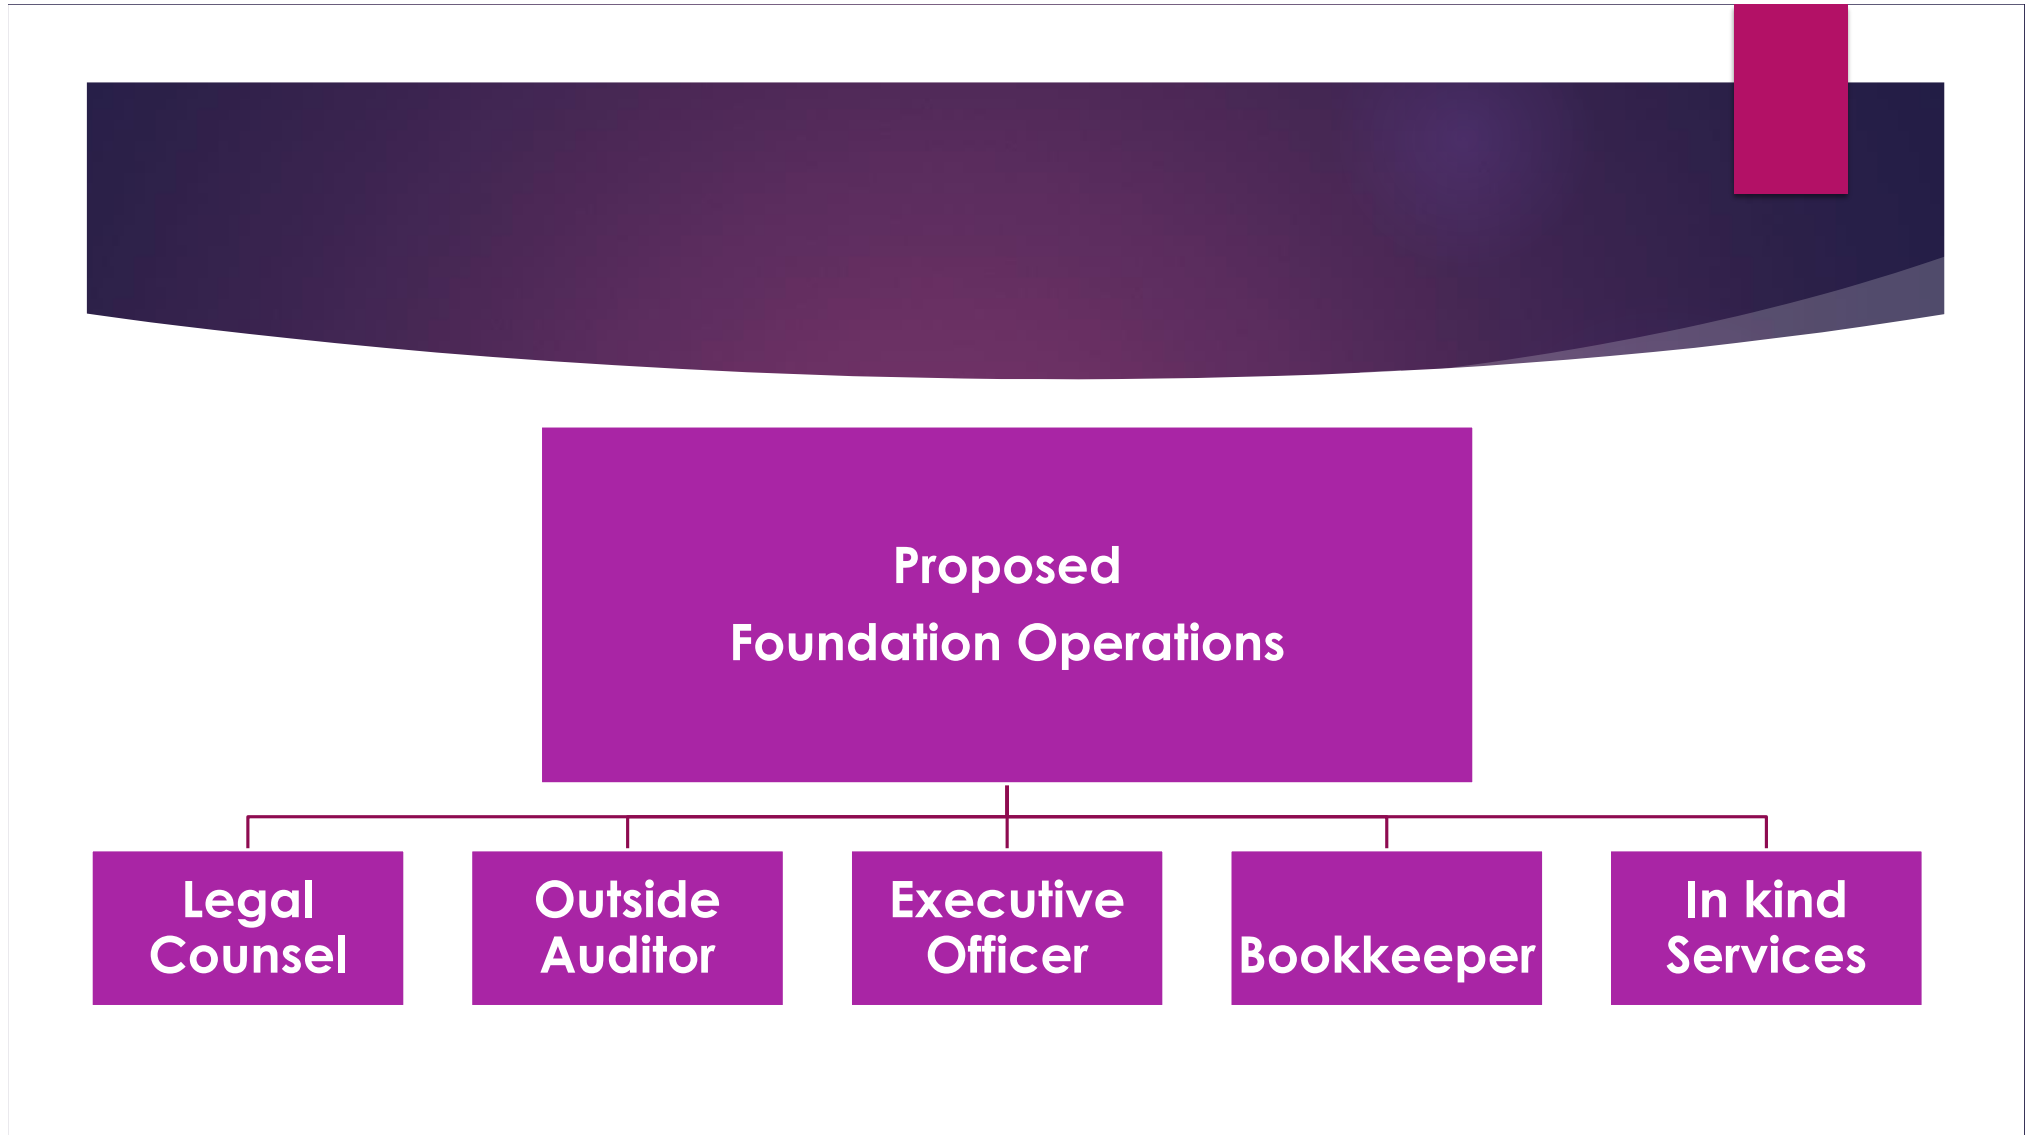 Proposed
Foundation Operations
Legal
Counsel
Outside
Auditor
Executive
Officer
Bookkeeper
In kind
Services